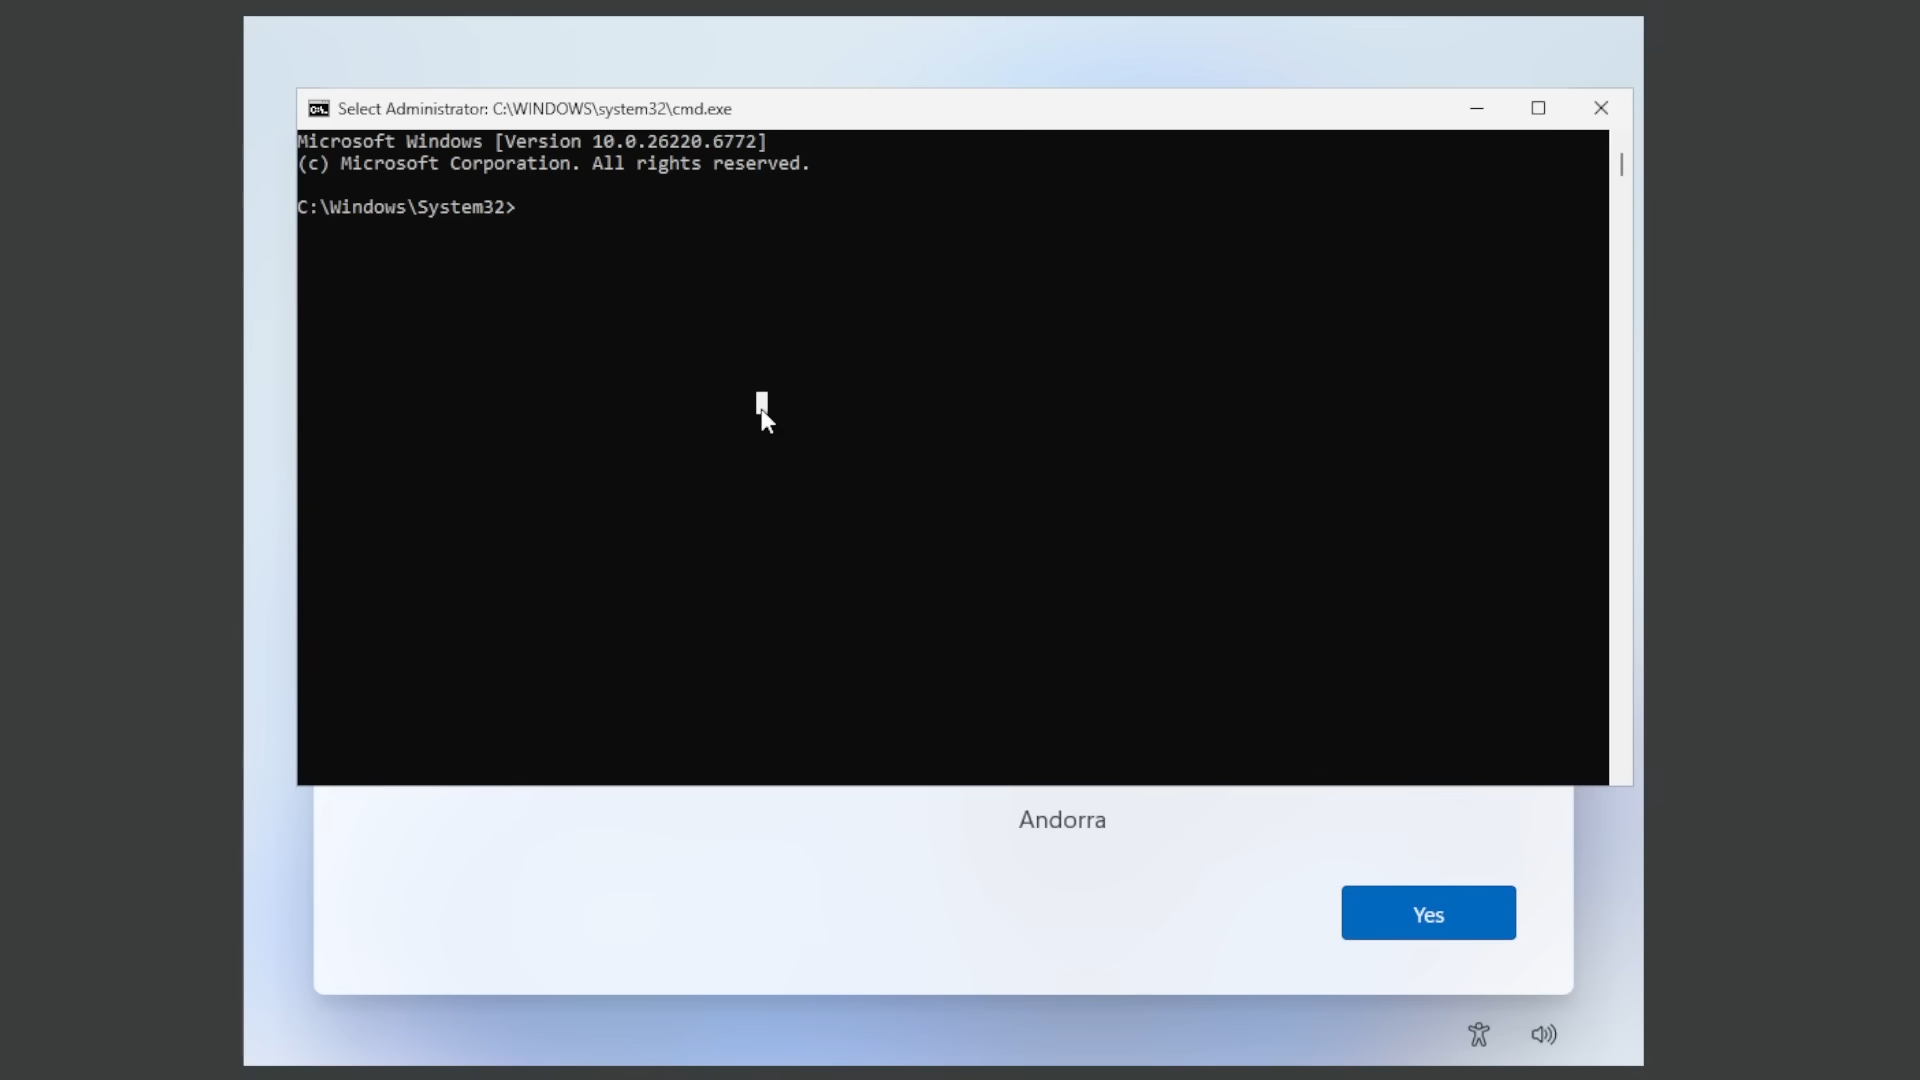 Select Administrator: C:\WINDOWS\system32\cmd.exe
Microsoft Windows [Version 10.0.26220.6772]
(c) Microsoft Corporation. All rights reserved.
C:\Windows\System32>
Andorra
Yes